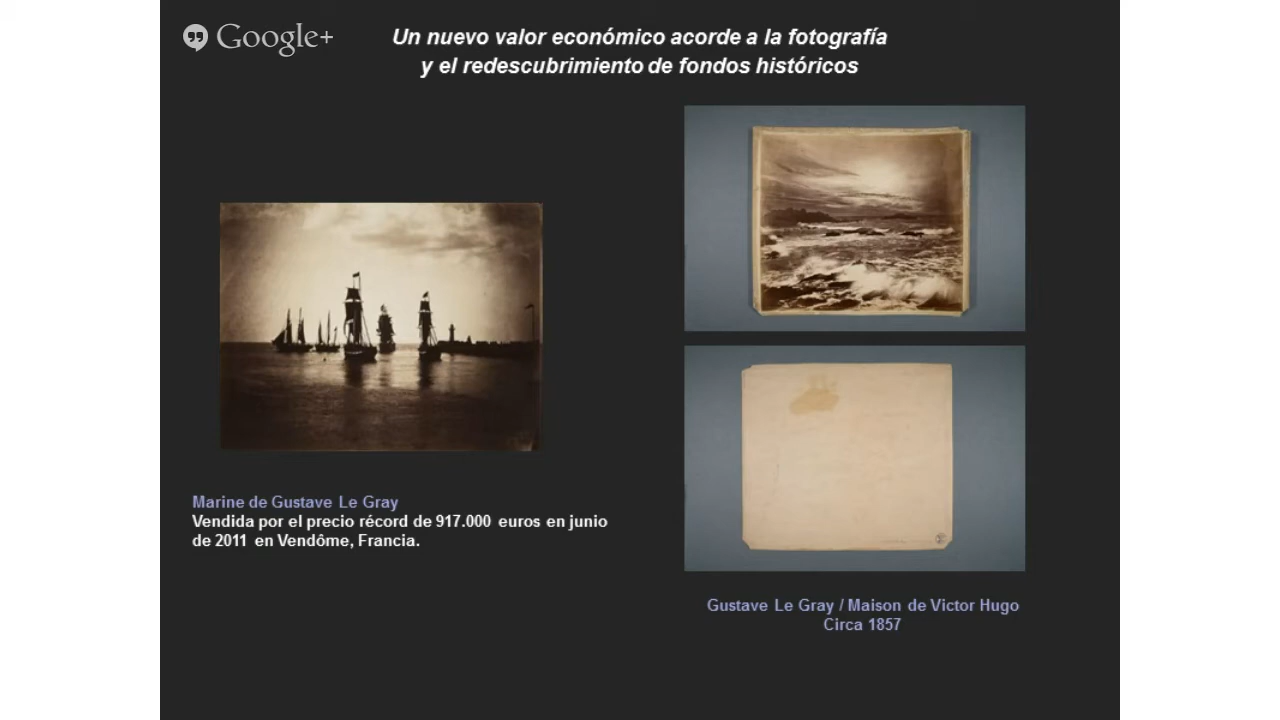 Google+
Un nuevo valor económico acorde a la fotografía
y el redescubrimiento de fondos históricos
Marine de Gustave Le Gray
Vendida por el precio récord de 917.000 euros en junio
de 2011 en Vendôme, Francia.
Gustave Le Gray / Maison de Victor Hugo
Circa 1857